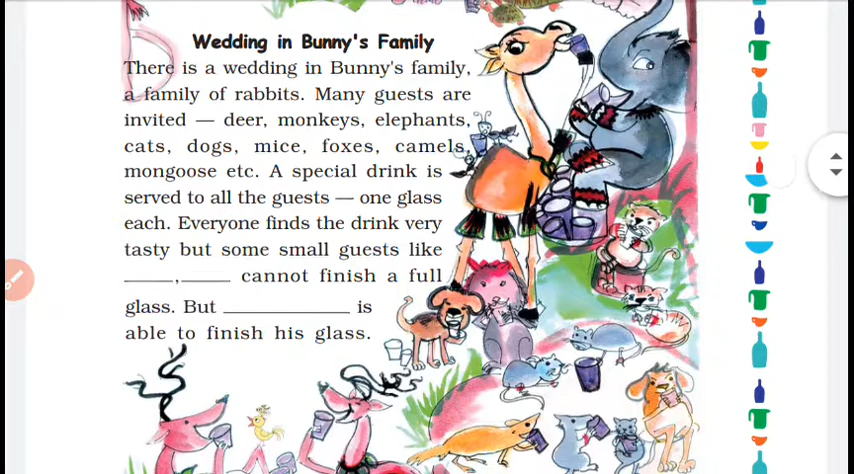 Wedding in Bunny's Family
There is a wedding in Bunny's family,
a family of rabbits. Many guests are
invited — deer, monkeys, elephants,
cats, dogs, mice, foxes, camels,
mongoose etc. A special drink is
served to all the guests — one glass
each. Everyone finds the drink very
tasty but some small guests like
______,______ cannot finish a full
glass. But ________________ is
able to finish his glass.